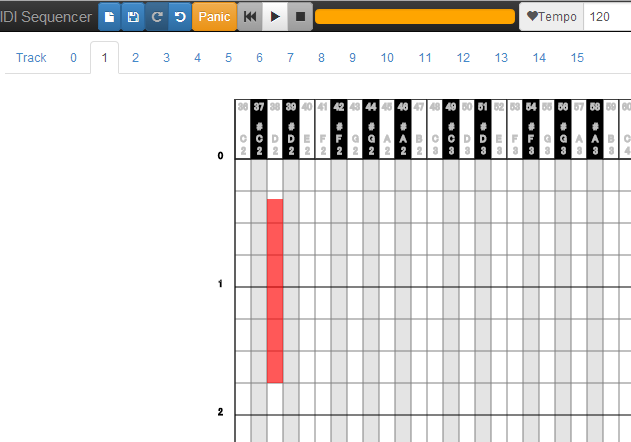 IDI Sequencer Panic Tempo 120
Track 0 1 2 3 4 5 6 7 8 9 10 11 12 13 14 15
36 37 38 39 40 41 42 43 44 45 46 47 48 49 50 51 52 53 54 55 56 57 58 59 60
# # # # # # # # # #
C C D D E F F G G A A B C C D D E F F G G A A B C
2 2 2 2 2 2 2 2 2 2 2 2 3 3 3 3 3 3 3 3 3 3 3 3 4
0
1
2